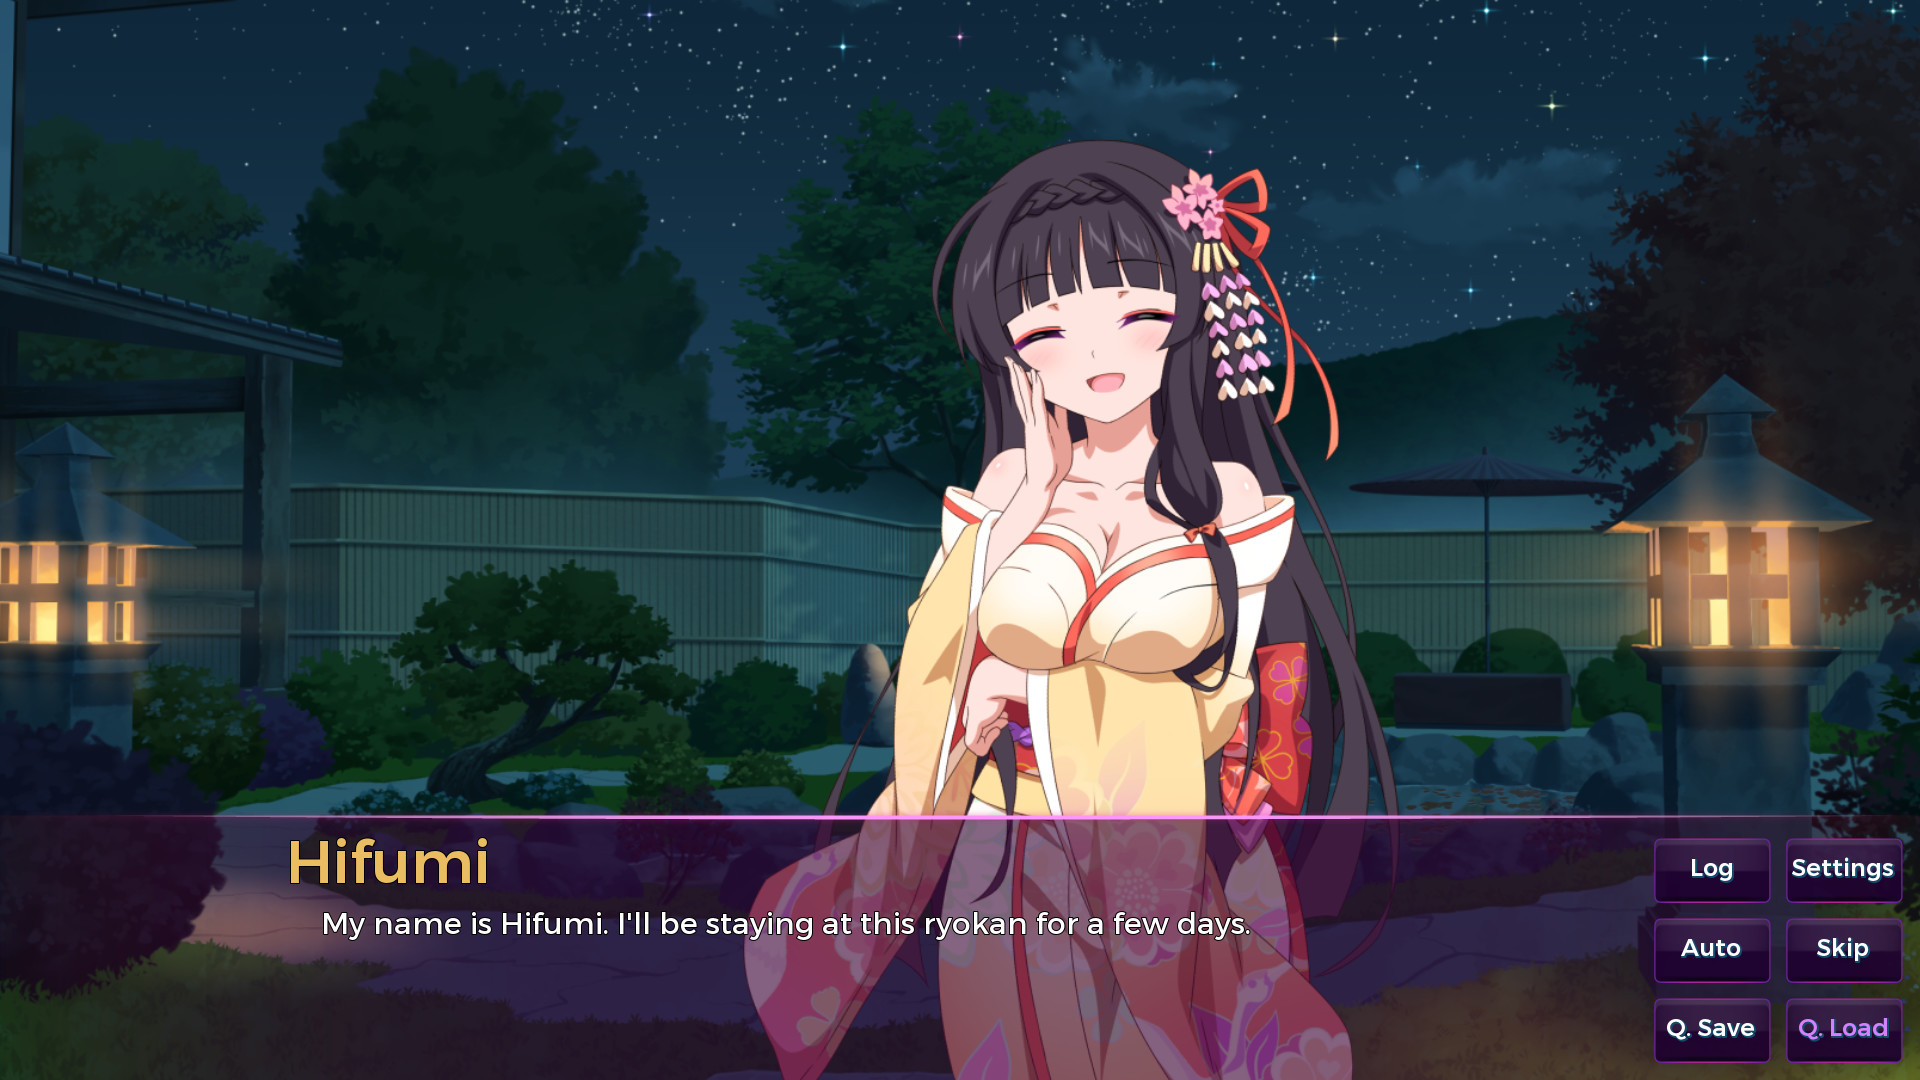 Hifumi
My name is Hifumi. I'll be staying at this ryokan for a few days.
Log
Settings
Auto
Skip
Q. Save
Q. Load